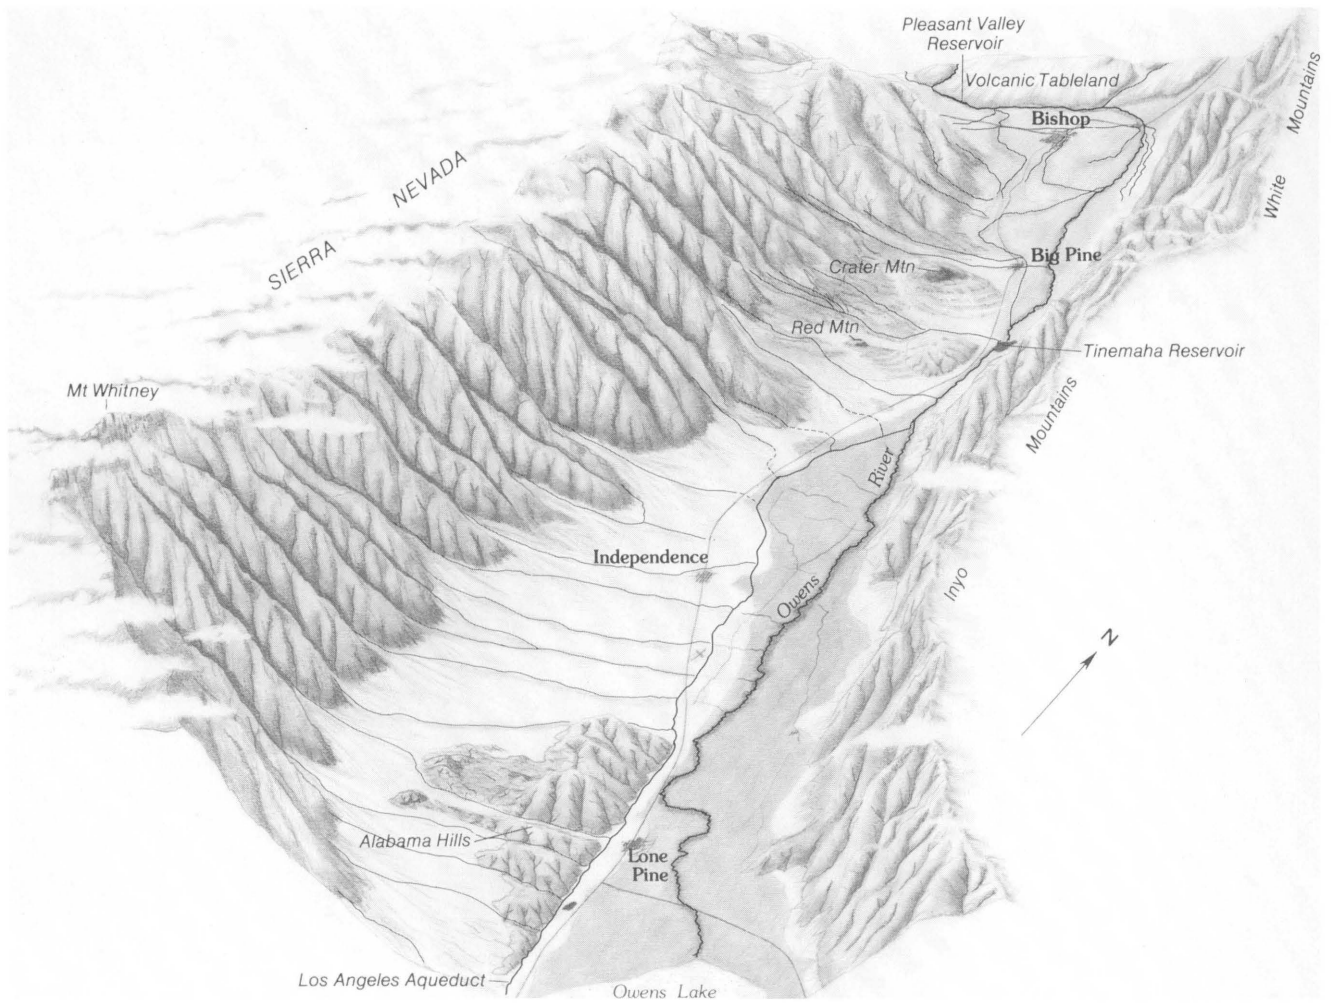 Pleasant Valley
Reservoir
Volcanic Tableland
Bishop
Mountains
White
NEVADA
SIERRA
Crater Mtn
Big Pine
Red Mtn
Tinemaha Reservoir
Mt Whitney
Mountains
River
Independence
Owens
Inyo
N
Alabama Hills
Lone
Pine
Los Angeles Aqueduct
Owens Lake